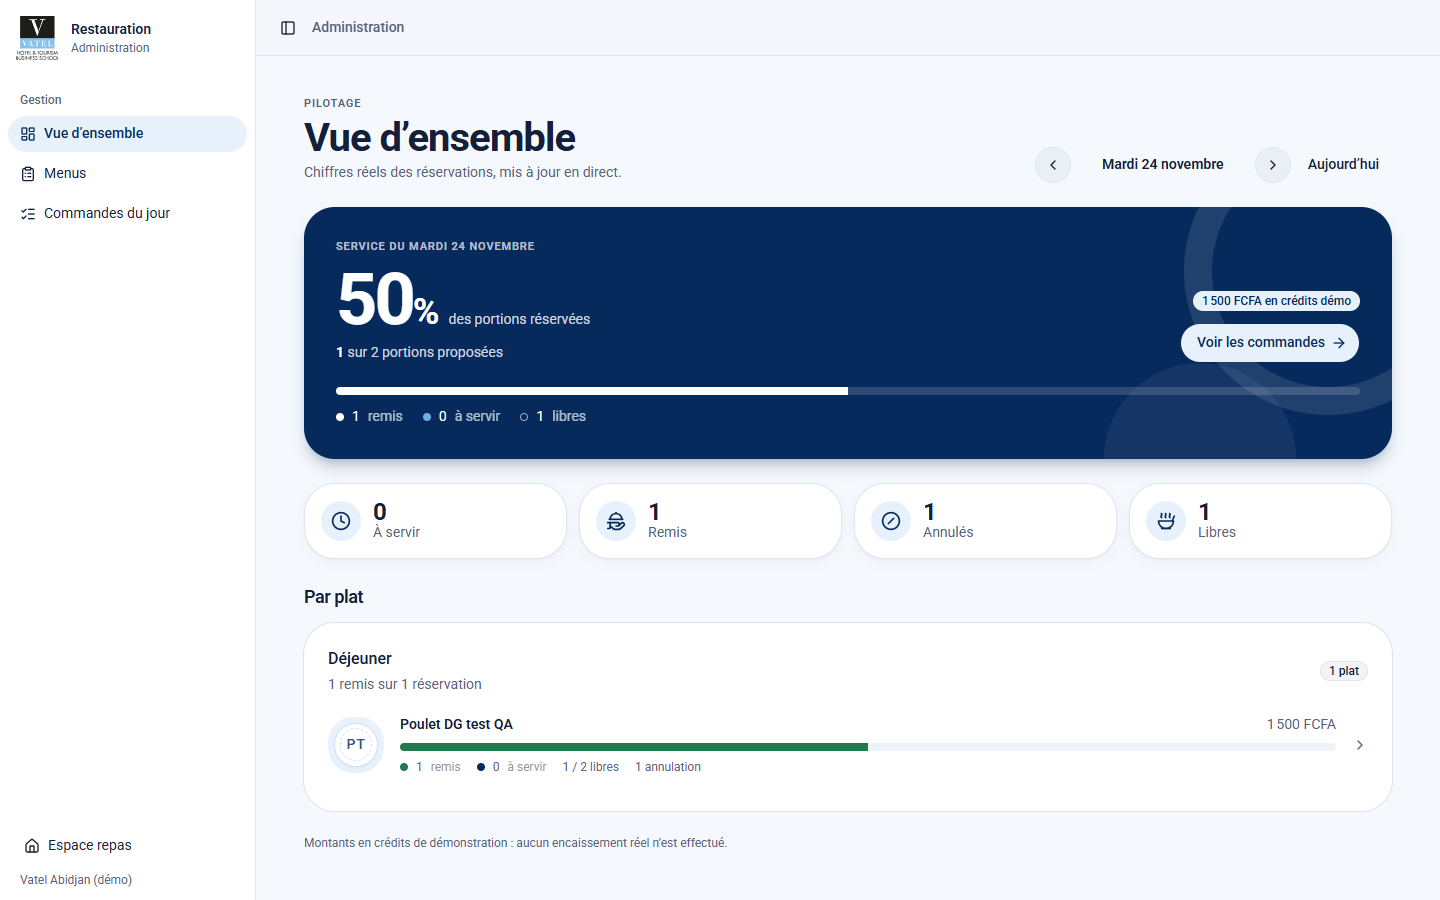 V
VATEL
HOTEL & TOURISM
BUSINESS SCHOOL
Restauration
Administration
Gestion
Vue d’ensemble
Menus
Commandes du jour
Espace repas
Vatel Abidjan (démo)
Administration
PILOTAGE
Vue d’ensemble
Chiffres réels des réservations, mis à jour en direct.
Mardi 24 novembre
Aujourd’hui
SERVICE DU MARDI 24 NOVEMBRE
50% des portions réservées
1 sur 2 portions proposées
1 500 FCFA en crédits démo
Voir les commandes
1 remis 0 à servir 1 libres
0
À servir
1
Remis
1
Annulés
1
Libres
Par plat
Déjeuner
1 remis sur 1 réservation
1 plat
PT
Poulet DG test QA
1 500 FCFA
1 remis 0 à servir 1 / 2 libres 1 annulation
Montants en crédits de démonstration : aucun encaissement réel n’est effectué.